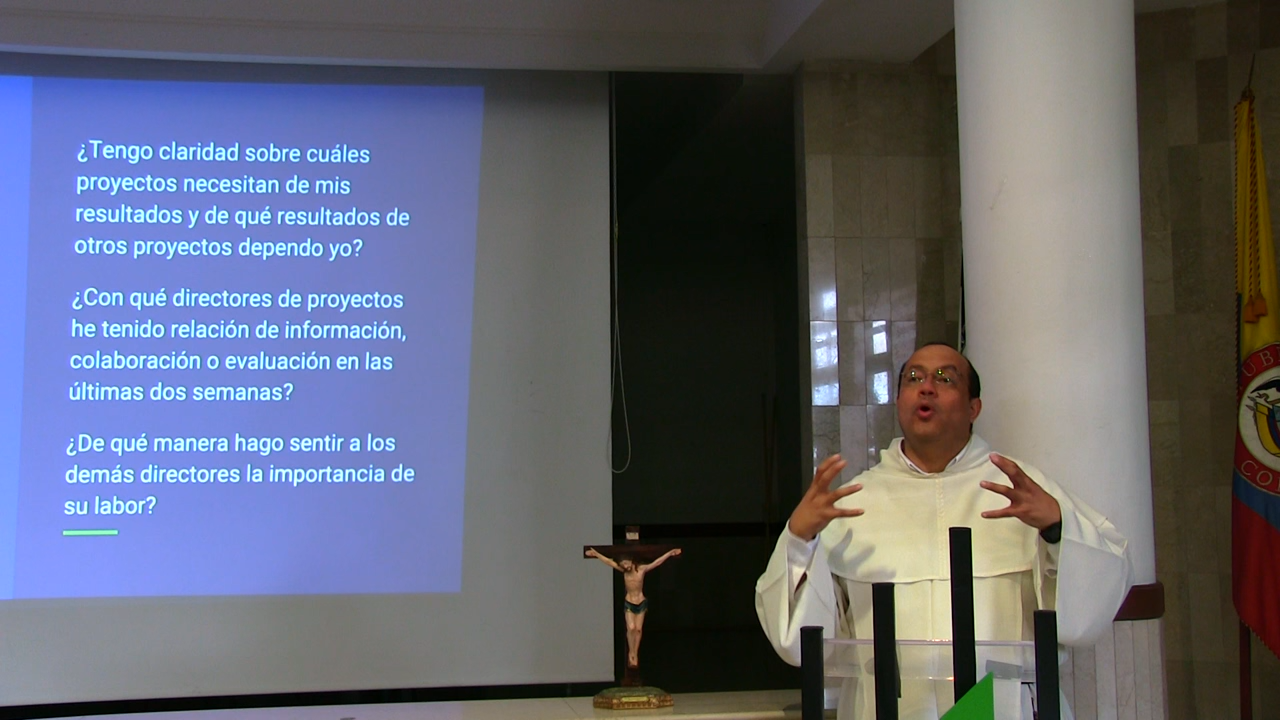 ¿Tengo claridad sobre cuáles
proyectos necesitan de mis
resultados y de qué resultados de
otros proyectos dependo yo?
¿Con qué directores de proyectos
he tenido relación de información,
colaboración o evaluación en las
últimas dos semanas?
¿De qué manera hago sentir a los
demás directores la importancia de
su labor?